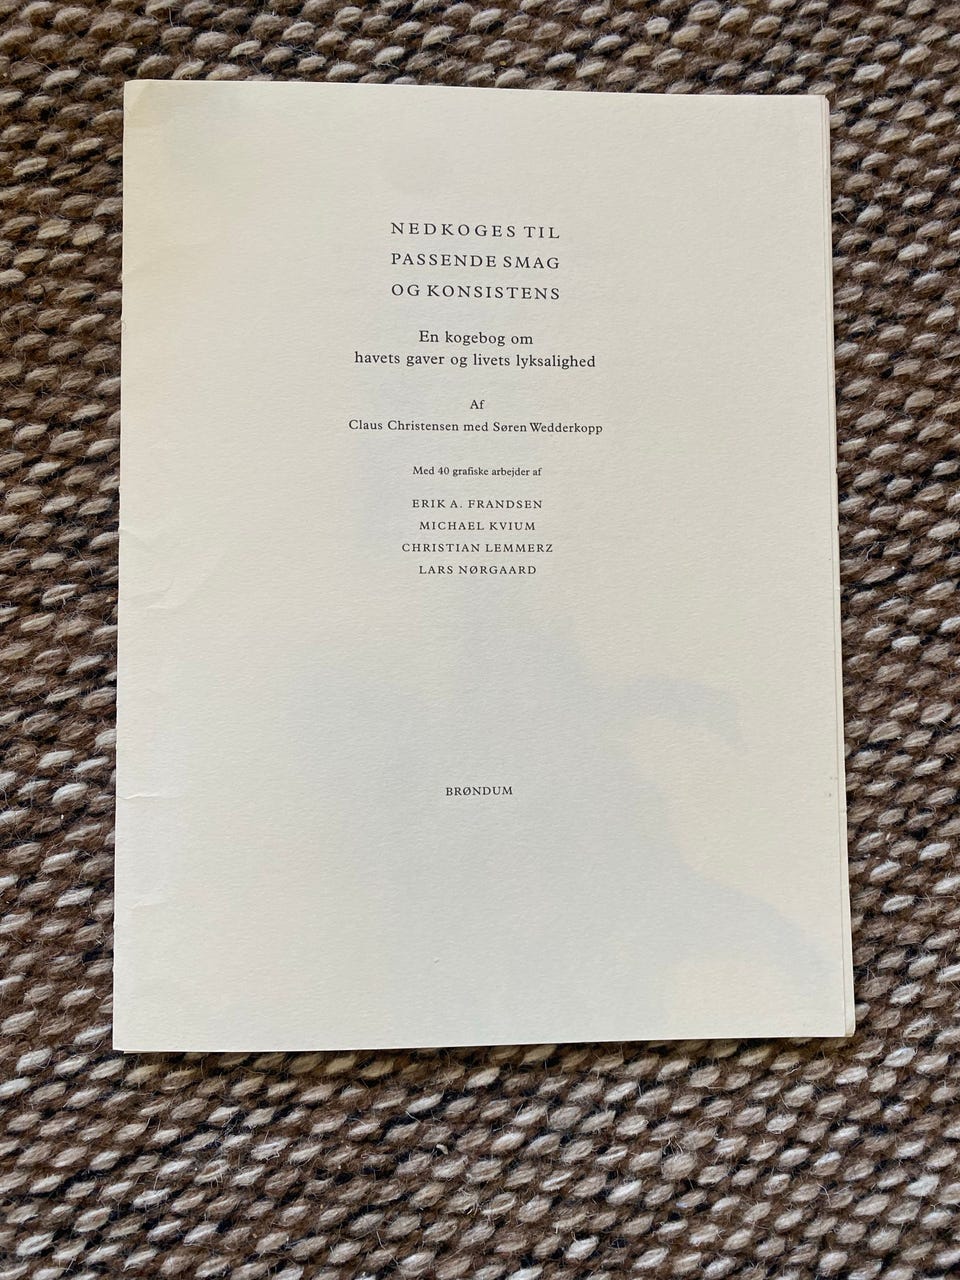 NEDKOGES TIL
PASSENDE SMAG
OG KONSISTENS
En kogebog om
havets gaver og livets lyksalighed
Af
Claus Christensen med Søren Wedderkopp
Med 40 grafiske arbejder af
ERIK A. FRANDSEN
MICHAEL KVIUM
CHRISTIAN LEMMERZ
LARS NØRGAARD
BRØNDUM